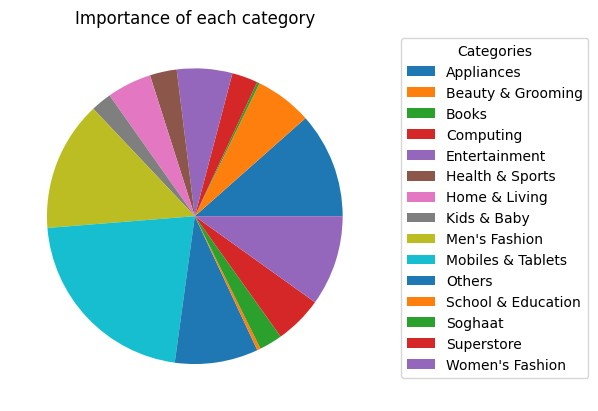 Importance of each category
Categories
Appliances
Beauty & Grooming
Books
Computing
Entertainment
Health & Sports
Home & Living
Kids & Baby
Men's Fashion
Mobiles & Tablets
Others
School & Education
Soghaat
Superstore
Women's Fashion